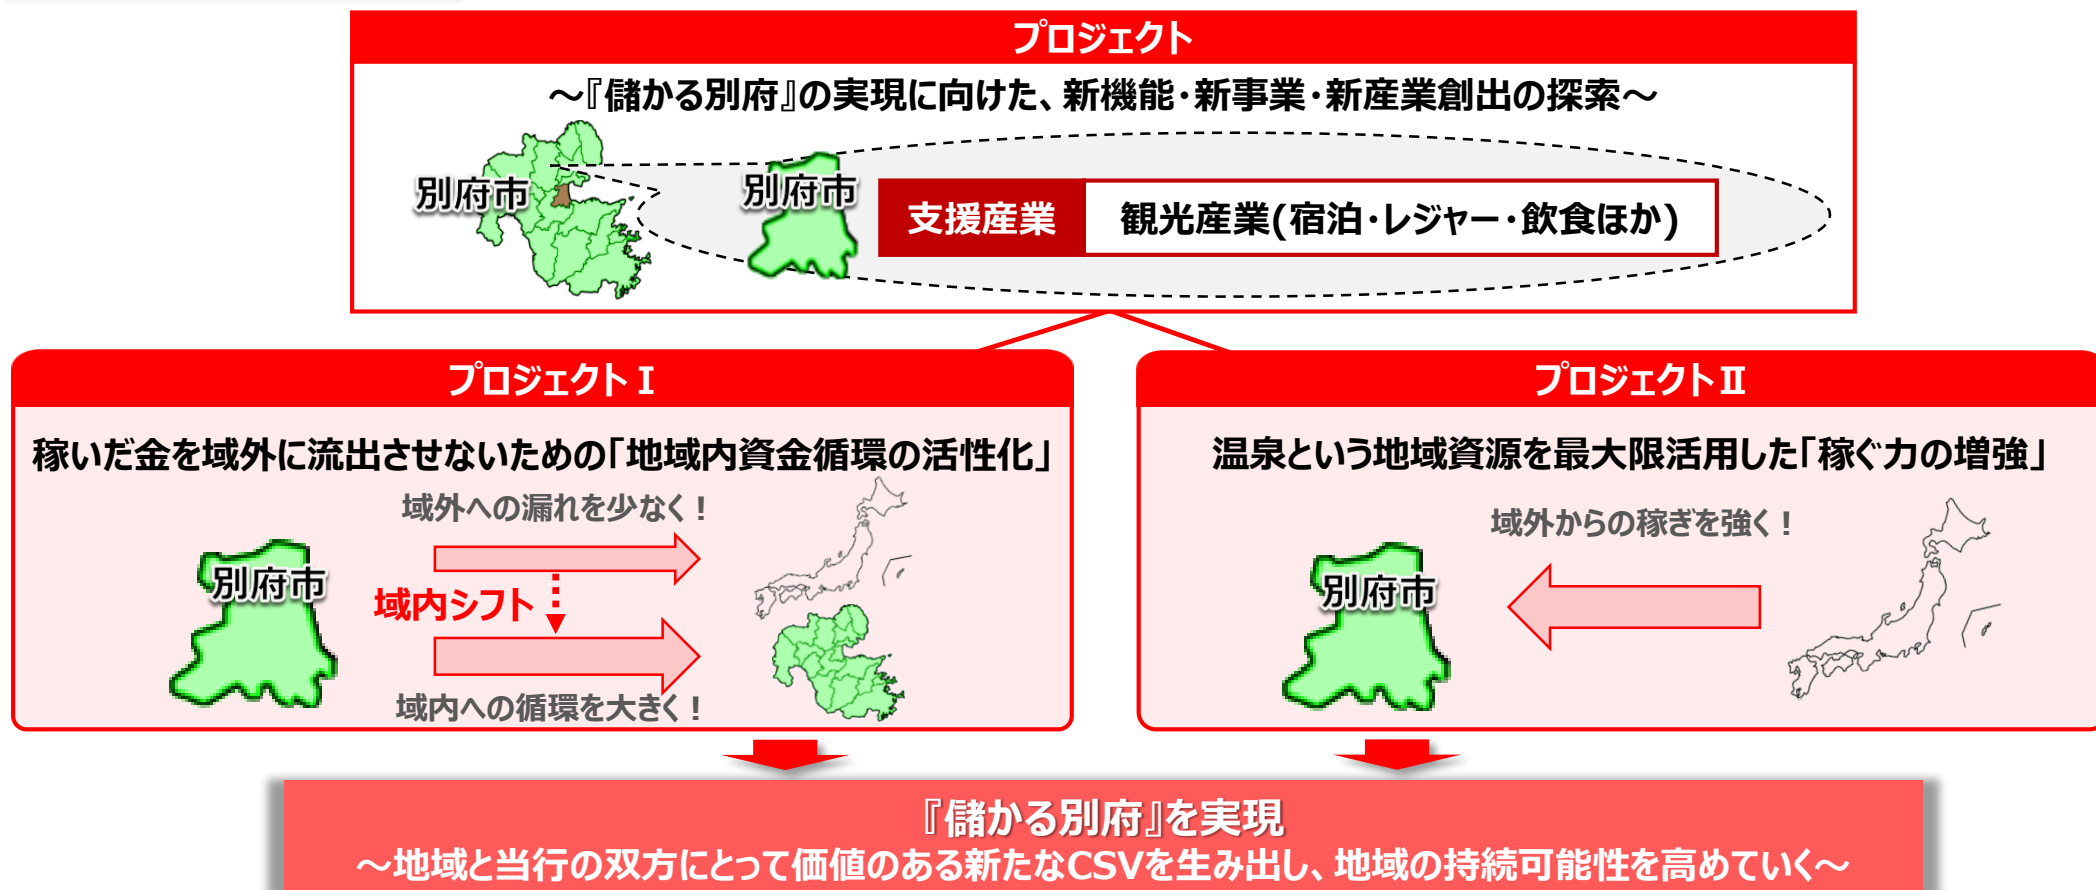 プロジェクト
～『儲かる別府』の実現に向けた、新機能・新事業・新産業創出の探索～
別府市
別府市
支援産業
観光産業(宿泊・レジャー・飲食ほか)
プロジェクトⅠ
稼いだ金を域外に流出させないための「地域内資金循環の活性化」
域外への漏れを少なく！
別府市
域内シフト
域内への循環を大きく！
プロジェクトⅡ
温泉という地域資源を最大限活用した「稼ぐ力の増強」
域外からの稼ぎを強く！
別府市
『儲かる別府』を実現
～地域と当行の双方にとって価値のある新たなCSVを生み出し、地域の持続可能性を高めていく～